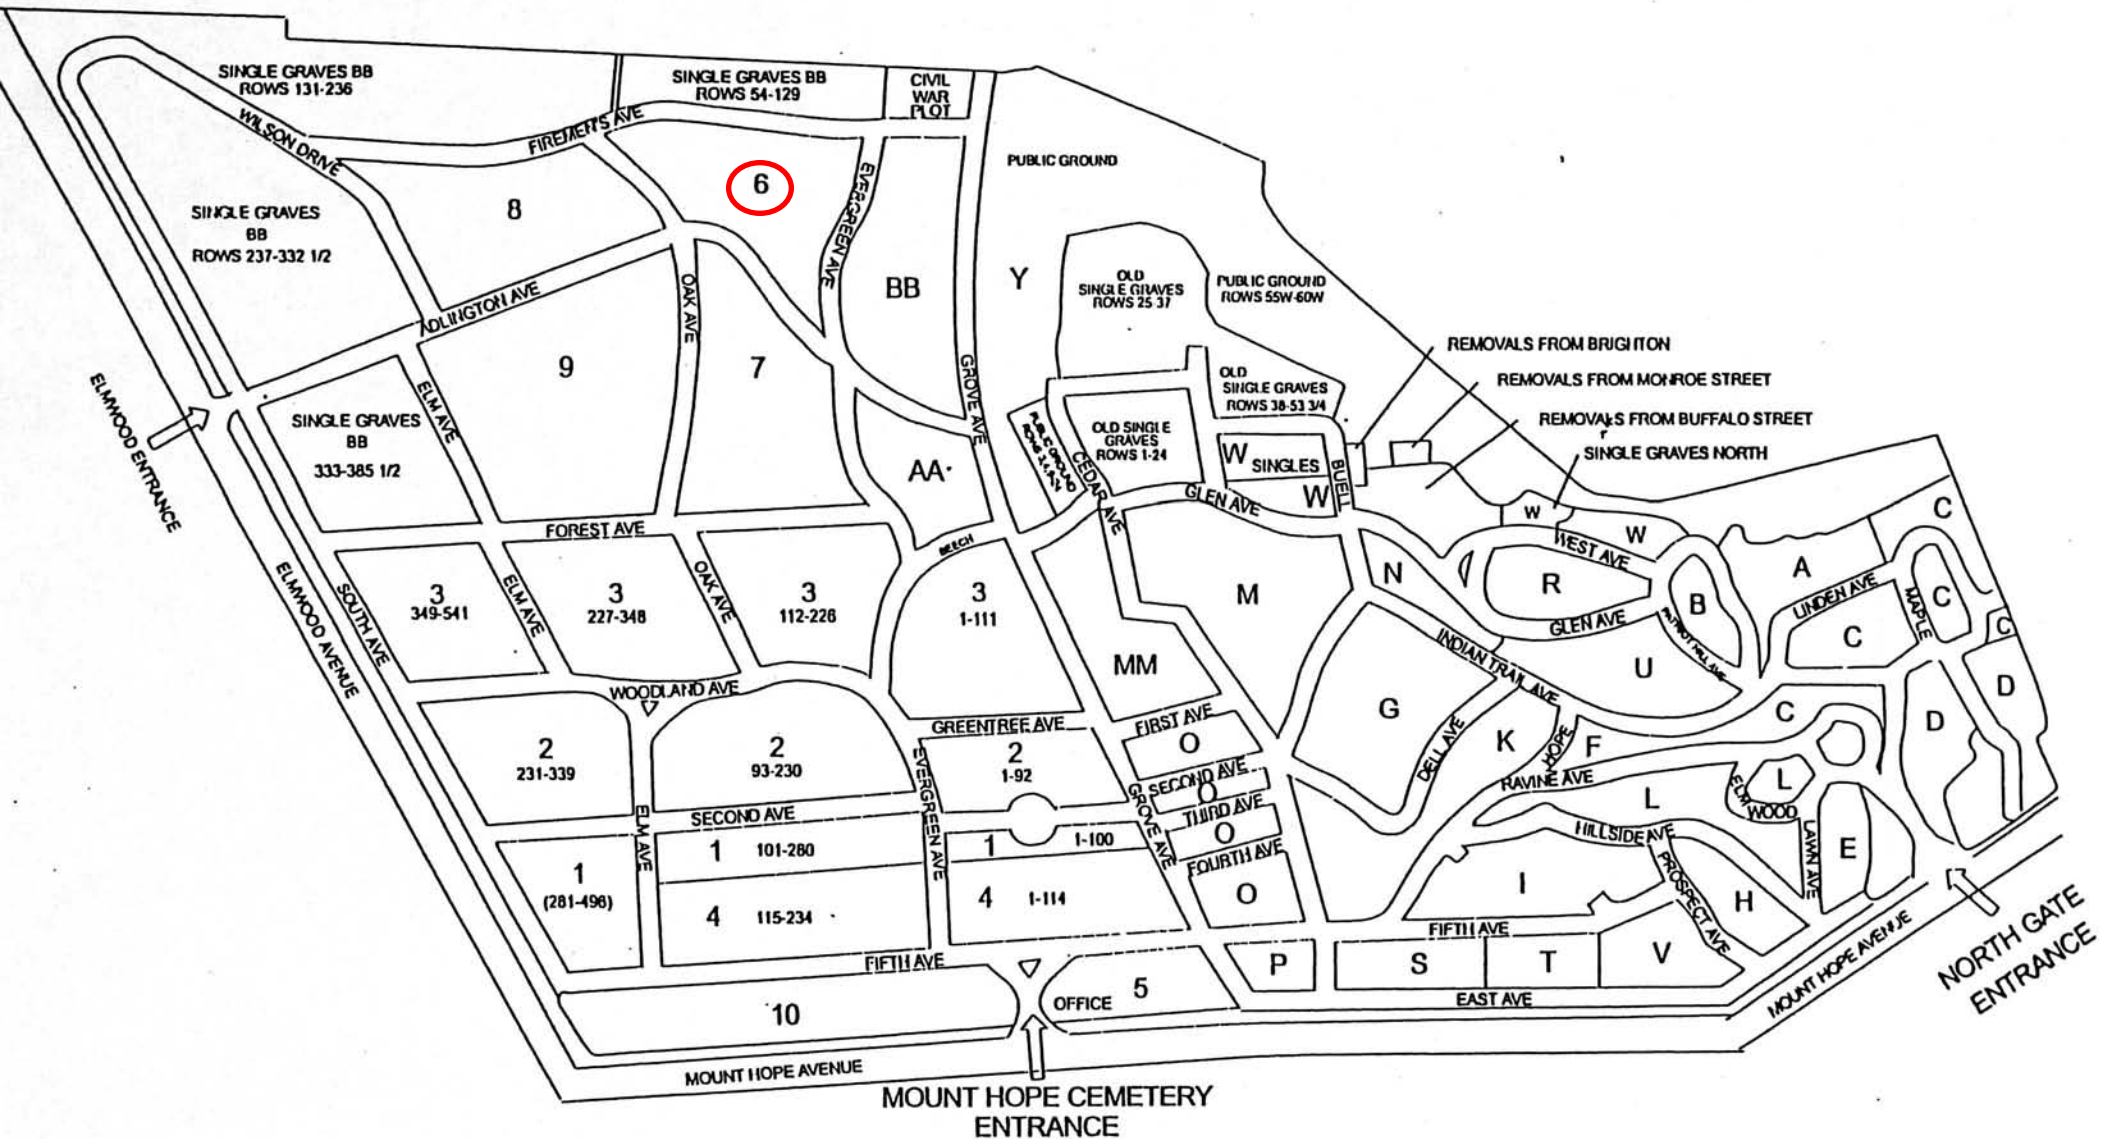 SINGLE GRAVES BB
ROWS 131-236
SINGLE GRAVES BB
ROWS 54-129
CIVIL
WAR
PLOT
WILSON DRIVE
FIREMEN'S AVE
PUBLIC GROUND
6
8
EVERGREEN AVE
SINGLE GRAVES
BB
ROWS 237-332 1/2
BB
Y
OLD
SINGLE GRAVES
ROWS 25 37
PUBLIC GROUND
ROWS 55W-60W
ADLINGTON AVE
OAK AVE
9
7
GROVE AVE
REMOVALS FROM BRIGHTON
REMOVALS FROM MONROE STREET
REMOVALS FROM BUFFALO STREET
SINGLE GRAVES NORTH
OLD
SINGLE GRAVES
ROWS 38-53 3/4
ELMWOOD ENTRANCE
SINGLE GRAVES
BB
333-385 1/2
ELM AVE
AA
PUBLIC GROUND
OLD SINGLE
GRAVES
ROWS 1-24
CEDAR AVE
W
SINGLES
W
BUELL
GLEN AVE
W
W
WEST AVE
C
FOREST AVE
BEECH
ELMWOOD AVENUE
SOUTH AVE
3
349-541
ELM AVE
3
227-348
OAK AVE
3
112-226
3
1-111
M
N
R
B
A
LINDEN AVE
MAPLE
C
C
C
GLEN AVE
PATRIOT HILL AVE
INDIAN TRAIL AVE
U
MM
WOODLAND AVE
GREENTREE AVE
FIRST AVE
O
G
DELL AVE
K
HOPE
F
C
D
D
2
231-339
2
93-230
2
1-92
EVERGREEN AVE
GROVE AVE
SECOND AVE
O
THIRD AVE
O
FOURTH AVE
O
RAVINE AVE
L
L
ELM
WOOD
LAWN AVE
E
HILLSIDE AVE
PROSPECT AVE
SECOND AVE
ELM AVE
1
(281-496)
1 101-280
1 1-100
4 115-234
4 1-114
I
H
FIFTH AVE
FIFTH AVE
P
S
T
V
10
OFFICE
5
EAST AVE
MOUNT HOPE AVENUE
NORTH GATE
ENTRANCE
MOUNT HOPE AVENUE
MOUNT HOPE CEMETERY
ENTRANCE